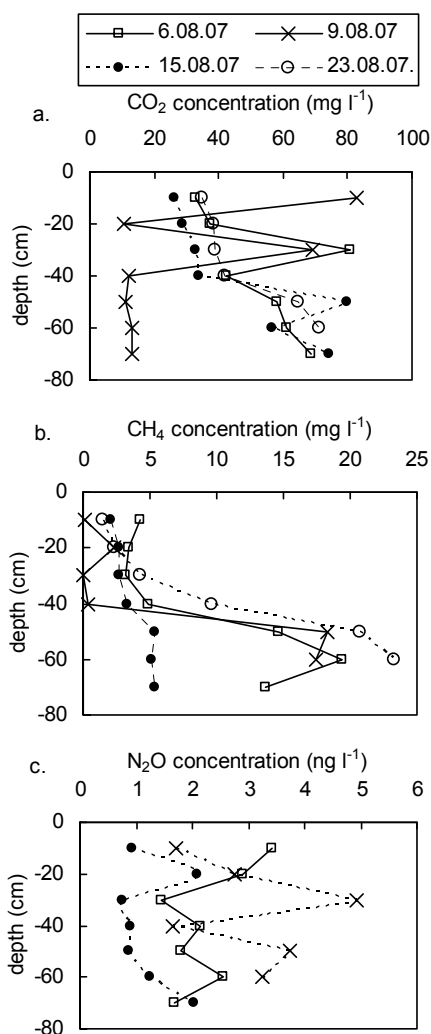 6.08.07 9.08.07
15.08.07 23.08.07.
a. CO₂ concentration (mg l⁻¹)
0 20 40 60 80 100
0
-20
-40
-60
-80
depth (cm)
b. CH₄ concentration (mg l⁻¹)
0 5 10 15 20 25
0
-20
-40
-60
-80
depth (cm)
c. N₂O concentration (ng l⁻¹)
0 1 2 3 4 5 6
0
-20
-40
-60
-80
depth (cm)